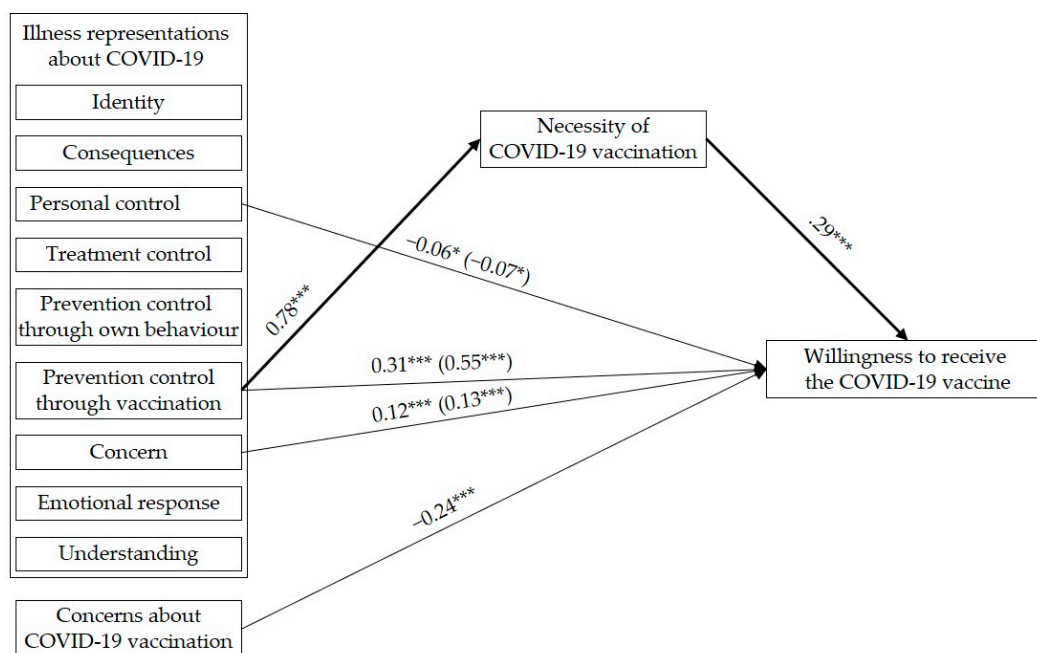 Illness representations
about COVID-19
Identity
Consequences
Personal control
Treatment control
Prevention control
through own behaviour
Prevention control
through vaccination
Concern
Emotional response
Understanding
Concerns about
COVID-19 vaccination
Necessity of
COVID-19 vaccination
Willingness to receive
the COVID-19 vaccine
0.78***
.29***
−0.06* (−0.07*)
0.31*** (0.55***)
0.12*** (0.13***)
−0.24***